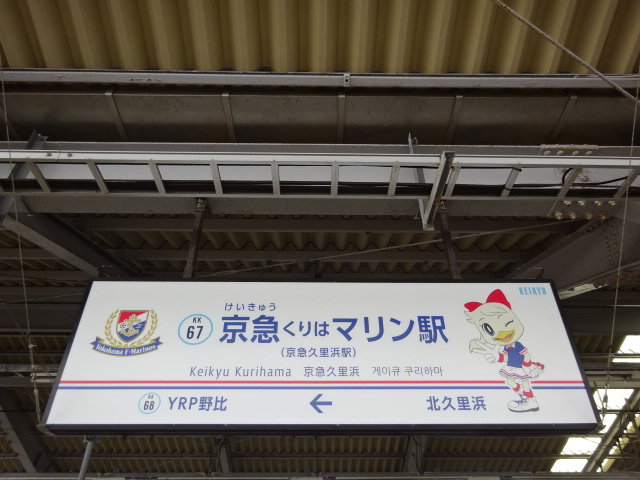 KEIKYU
けいきゅう
KK
67
京急くりはマリン駅
(京急久里浜駅)
Yokohama F·Marinos
Keikyu Kurihama 京急久里浜 게이큐 쿠리하마
KK
68
YRP野比 ← 北久里浜